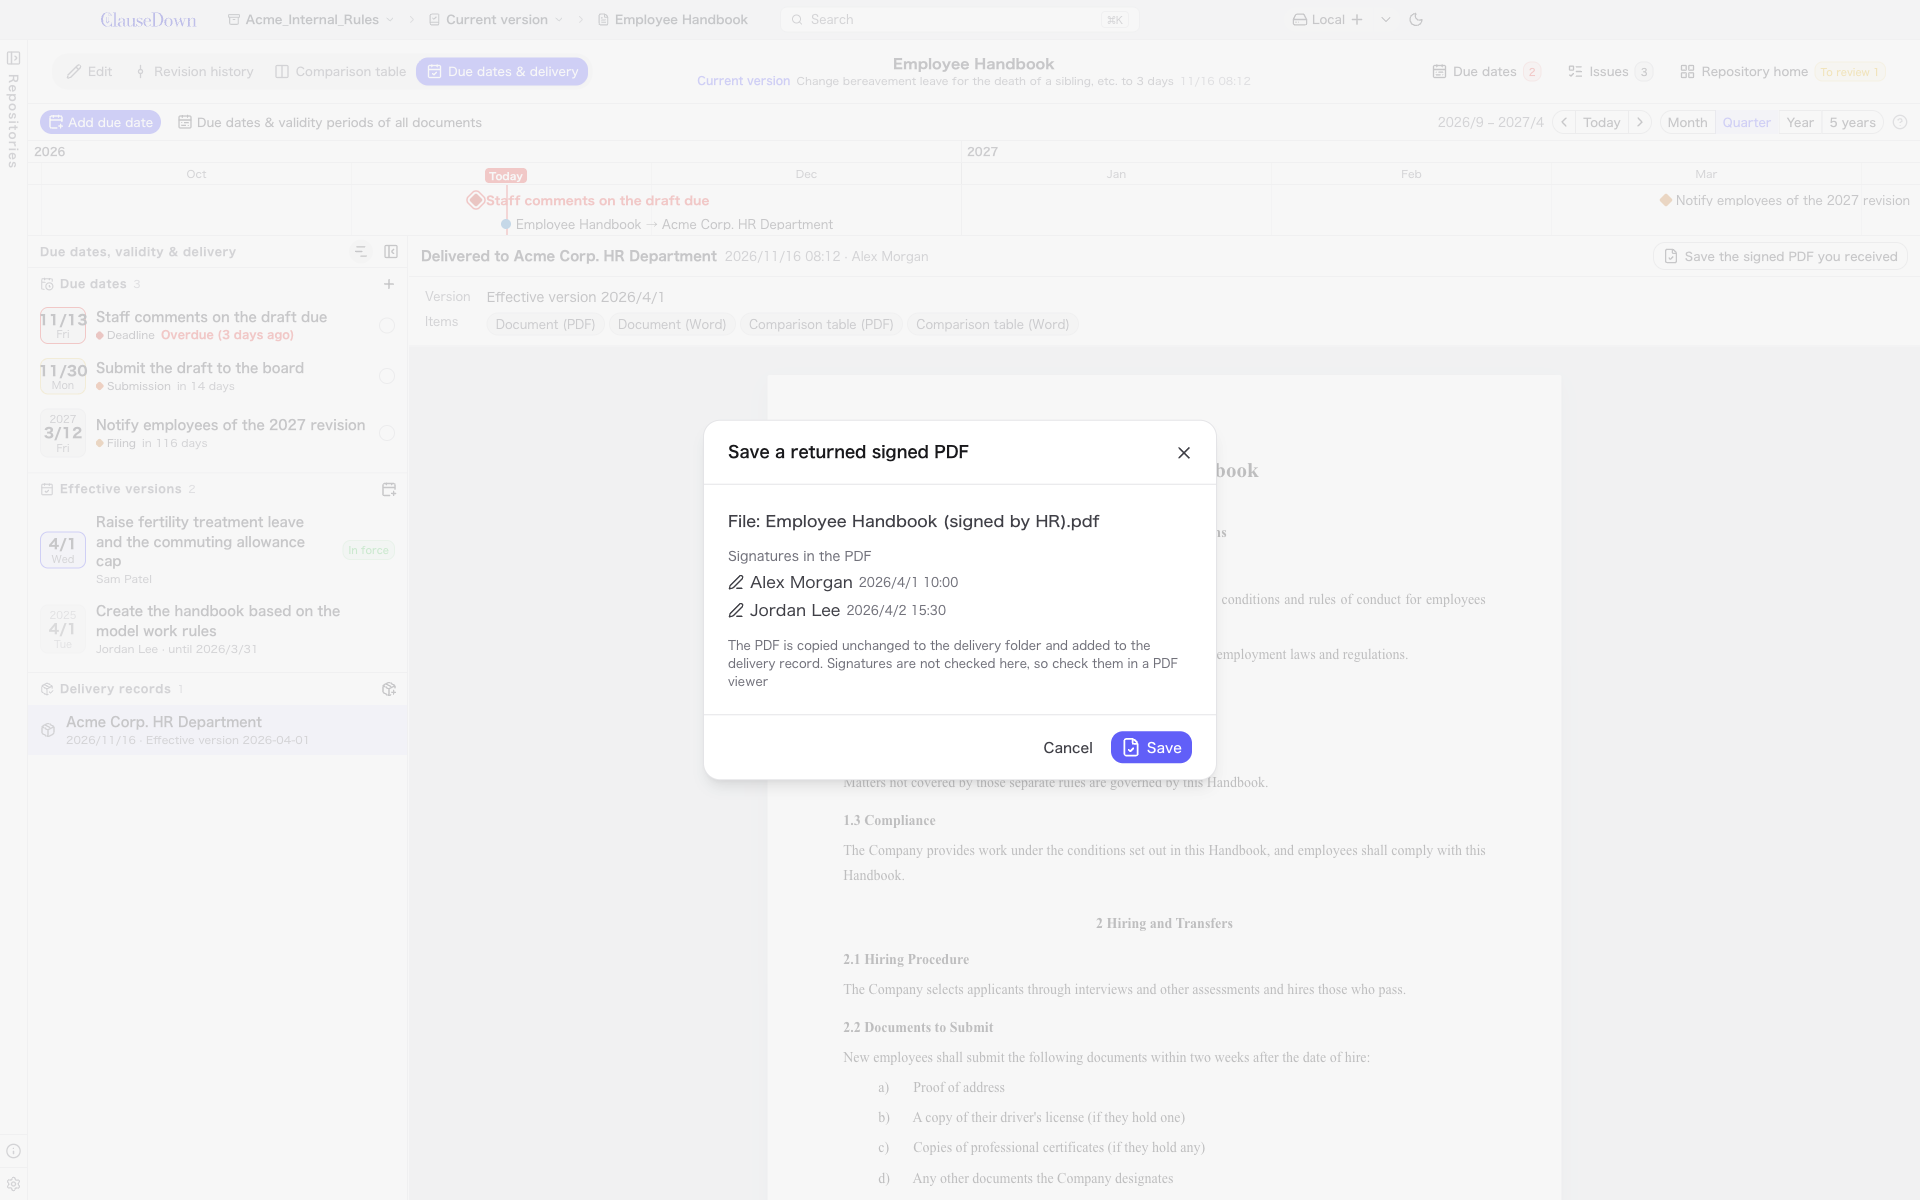 ClauseDown
Acme_Internal_Rules
Current version
Employee Handbook
Search
⌘K
Local
Repositories
Edit
Revision history
Comparison table
Due dates & delivery
Employee Handbook
Current version Change bereavement leave for the death of a sibling, etc. to 3 days 11/16 08:12
Due dates 2
Issues 3
Repository home To review 1
Add due date
Due dates & validity periods of all documents
2026/9 – 2027/4
Today
Month
Quarter
Year
5 years
2026
2027
Oct
Today
Dec
Jan
Feb
Mar
Staff comments on the draft due
Notify employees of the 2027 revision
Employee Handbook → Acme Corp. HR Department
Due dates, validity & delivery
Due dates 3
11/13
Fri
Staff comments on the draft due
Deadline Overdue (3 days ago)
11/30
Mon
Submit the draft to the board
Submission in 14 days
2027
3/12
Fri
Notify employees of the 2027 revision
Filing in 116 days
Effective versions 2
4/1
Wed
Raise fertility treatment leave
and the commuting allowance
cap
Sam Patel
In force
2025
4/1
Tue
Create the handbook based on the
model work rules
Jordan Lee · until 2026/3/31
Delivery records 1
Acme Corp. HR Department
2026/11/16 · Effective version 2026-04-01
Delivered to Acme Corp. HR Department 2026/11/16 08:12 · Alex Morgan
Save the signed PDF you received
Version Effective version 2026/4/1
Items Document (PDF) Document (Word) Comparison table (PDF) Comparison table (Word)
Save a returned signed PDF
File: Employee Handbook (signed by HR).pdf
Signatures in the PDF
Alex Morgan 2026/4/1 10:00
Jordan Lee 2026/4/2 15:30
The PDF is copied unchanged to the delivery folder and added to the
delivery record. Signatures are not checked here, so check them in a PDF
viewer
Cancel
Save
book
ns
conditions and rules of conduct for employees
employment laws and regulations.
Matters not covered by those separate rules are governed by this Handbook.
1.3 Compliance
The Company provides work under the conditions set out in this Handbook, and employees shall comply with this
Handbook.
2 Hiring and Transfers
2.1 Hiring Procedure
The Company selects applicants through interviews and other assessments and hires those who pass.
2.2 Documents to Submit
New employees shall submit the following documents within two weeks after the date of hire:
a) Proof of address
b) A copy of their driver's license (if they hold one)
c) Copies of professional certificates (if they hold any)
d) Any other documents the Company designates